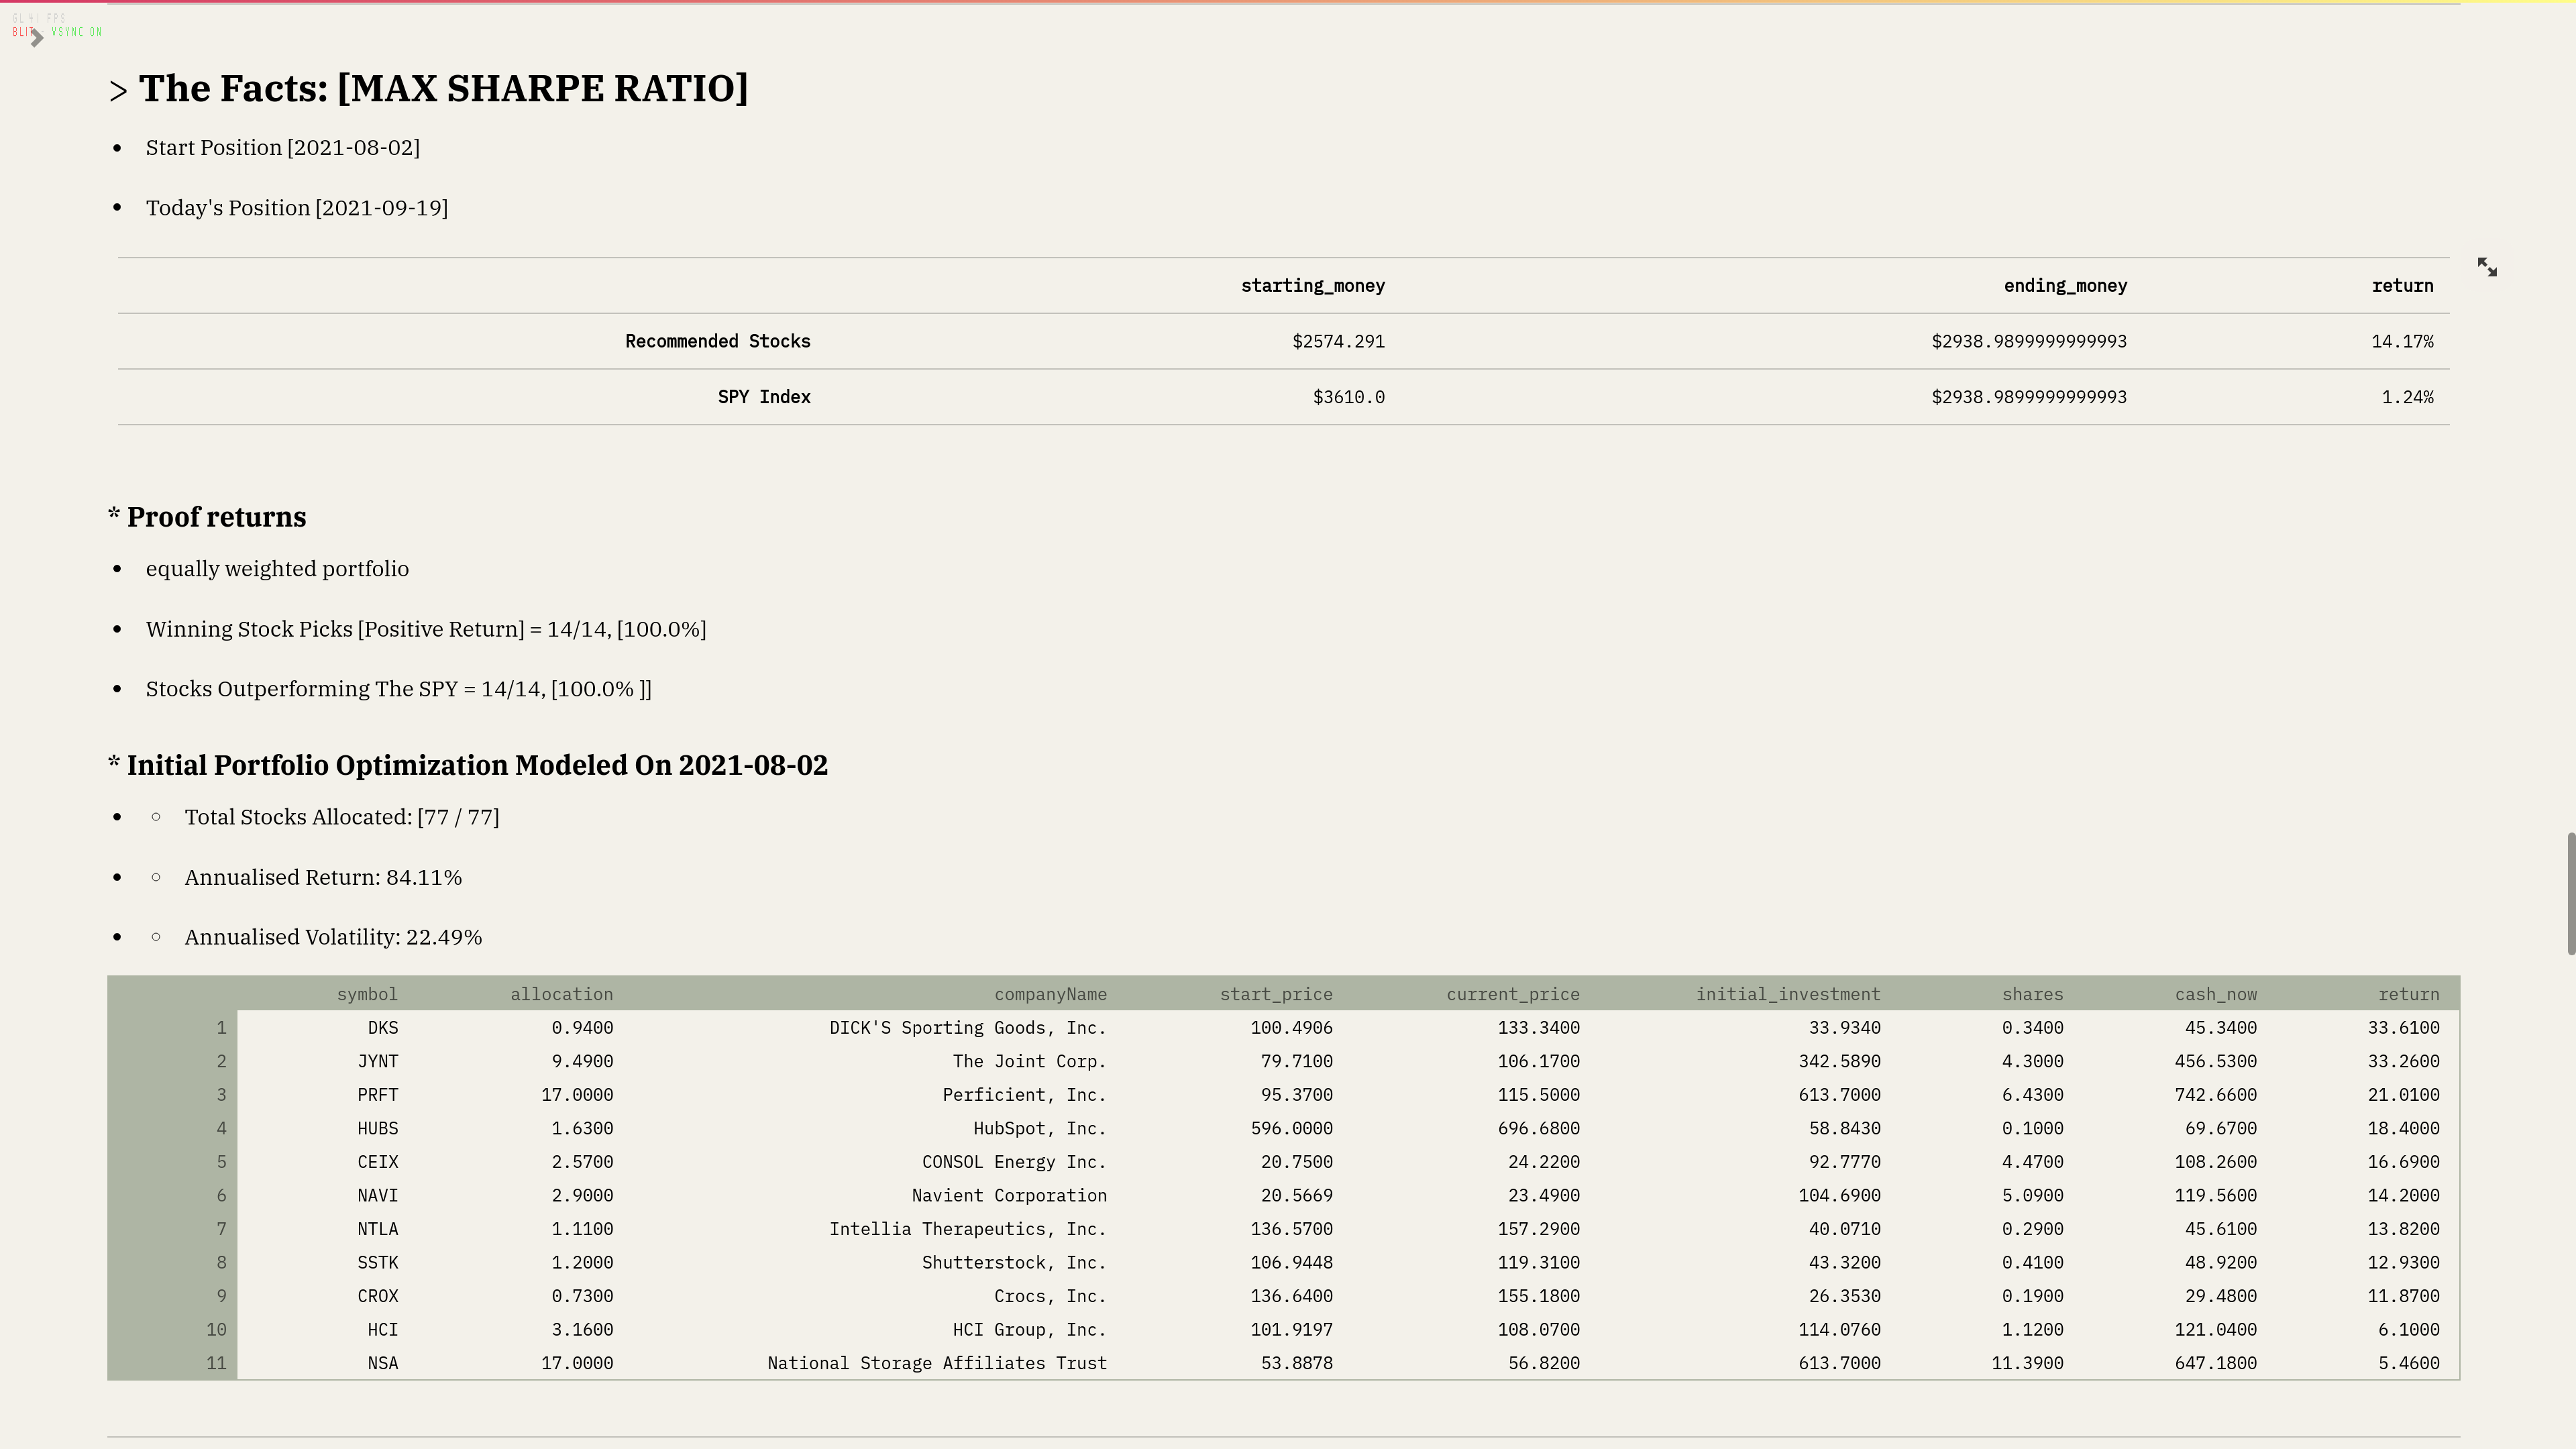 GL 41 FPS
BLIT - VSYNC ON
> The Facts: [MAX SHARPE RATIO]
• Start Position [2021-08-02]
• Today's Position [2021-09-19]
starting_money ending_money return
Recommended Stocks $2574.291 $2938.9899999999993 14.17%
SPY Index $3610.0 $2938.9899999999993 1.24%
* Proof returns
• equally weighted portfolio
• Winning Stock Picks [Positive Return] = 14/14, [100.0%]
• Stocks Outperforming The SPY = 14/14, [100.0% ]]
* Initial Portfolio Optimization Modeled On 2021-08-02
• ○ Total Stocks Allocated: [77 / 77]
• ○ Annualised Return: 84.11%
• ○ Annualised Volatility: 22.49%
symbol allocation companyName start_price current_price initial_investment shares cash_now return
1 DKS 0.9400 DICK'S Sporting Goods, Inc. 100.4906 133.3400 33.9340 0.3400 45.3400 33.6100
2 JYNT 9.4900 The Joint Corp. 79.7100 106.1700 342.5890 4.3000 456.5300 33.2600
3 PRFT 17.0000 Perficient, Inc. 95.3700 115.5000 613.7000 6.4300 742.6600 21.0100
4 HUBS 1.6300 HubSpot, Inc. 596.0000 696.6800 58.8430 0.1000 69.6700 18.4000
5 CEIX 2.5700 CONSOL Energy Inc. 20.7500 24.2200 92.7770 4.4700 108.2600 16.6900
6 NAVI 2.9000 Navient Corporation 20.5669 23.4900 104.6900 5.0900 119.5600 14.2000
7 NTLA 1.1100 Intellia Therapeutics, Inc. 136.5700 157.2900 40.0710 0.2900 45.6100 13.8200
8 SSTK 1.2000 Shutterstock, Inc. 106.9448 119.3100 43.3200 0.4100 48.9200 12.9300
9 CROX 0.7300 Crocs, Inc. 136.6400 155.1800 26.3530 0.1900 29.4800 11.8700
10 HCI 3.1600 HCI Group, Inc. 101.9197 108.0700 114.0760 1.1200 121.0400 6.1000
11 NSA 17.0000 National Storage Affiliates Trust 53.8878 56.8200 613.7000 11.3900 647.1800 5.4600